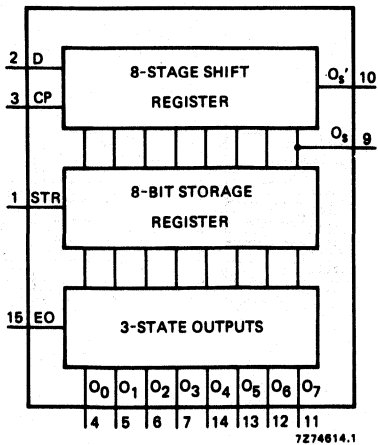 2 D
8-STAGE SHIFT
REGISTER
Os' 10
3 CP
Os 9
1 STR
8-BIT STORAGE
REGISTER
15 EO
3-STATE OUTPUTS
O0 O1 O2 O3 O4 O5 O6 O7
4 5 6 7 14 13 12 11
7Z74614.1